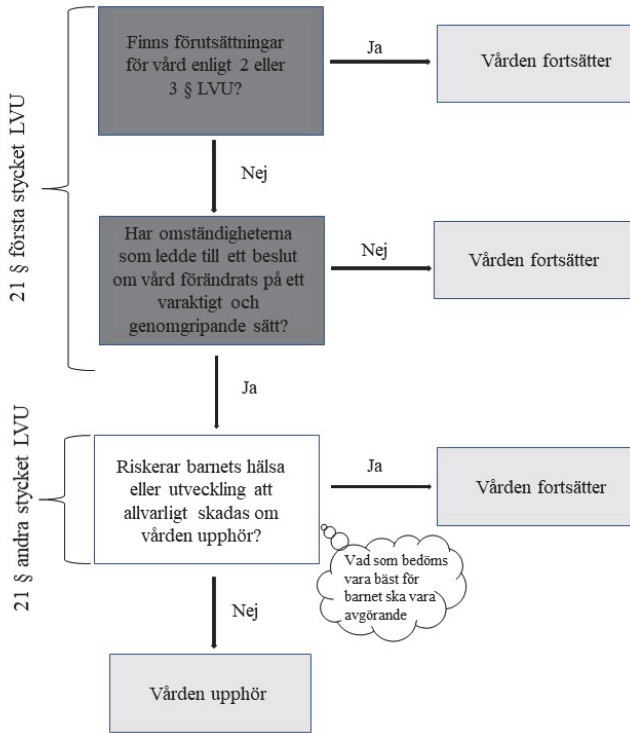 21 § första stycket LVU
Finns förutsättningar
för vård enligt 2 eller
3 § LVU?
Ja
Vården fortsätter
Nej
Har omständigheterna
som ledde till ett beslut
om vård förändrats på ett
varaktigt och
genomgripande sätt?
Nej
Vården fortsätter
Ja
21 § andra stycket LVU
Riskerar barnets hälsa
eller utveckling att
allvarligt skadas om
vården upphör?
Ja
Vården fortsätter
Vad som bedöms
vara bäst för
barnet ska vara
avgörande
Nej
Vården upphör